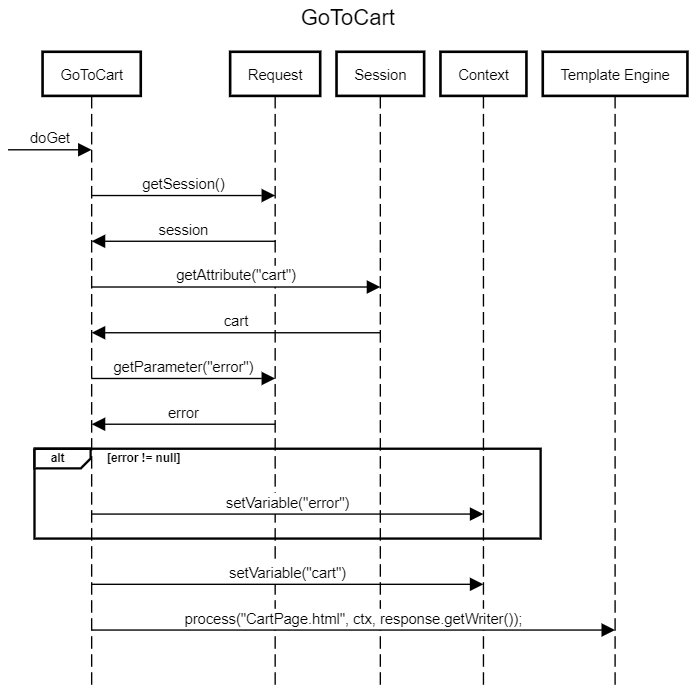 GoToCart
GoToCart
Request
Session
Context
Template Engine
doGet
getSession()
session
getAttribute("cart")
cart
getParameter("error")
error
alt
[error != null]
setVariable("error")
setVariable("cart")
process("CartPage.html", ctx, response.getWriter());